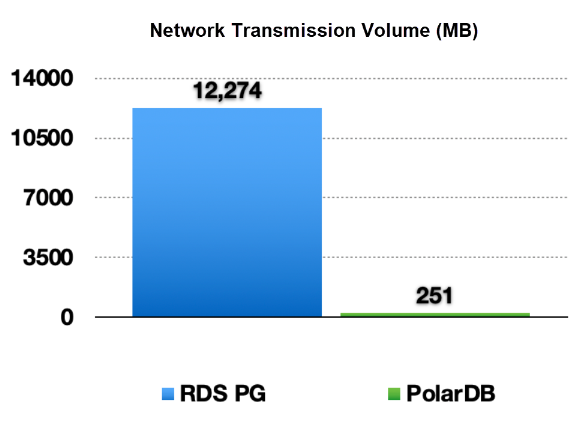 Network Transmission Volume (MB)
14000
12,274
10500
7000
3500
251
0
RDS PG
PolarDB